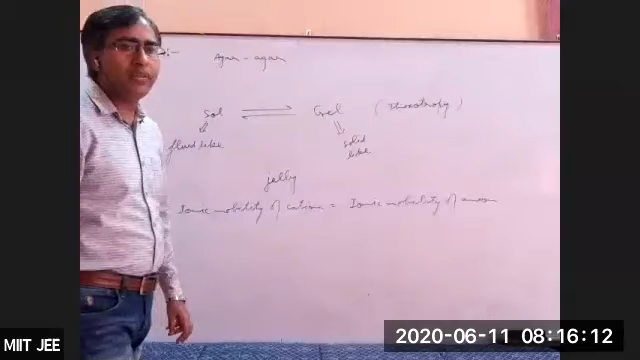 Agar - agar
Sol ⇌ Gel (Thixotropy)
fluid like
solid like
jelly
Ionic mobility of cation = Ionic mobility of anion
MIIT JEE
2020-06-11 08:16:12